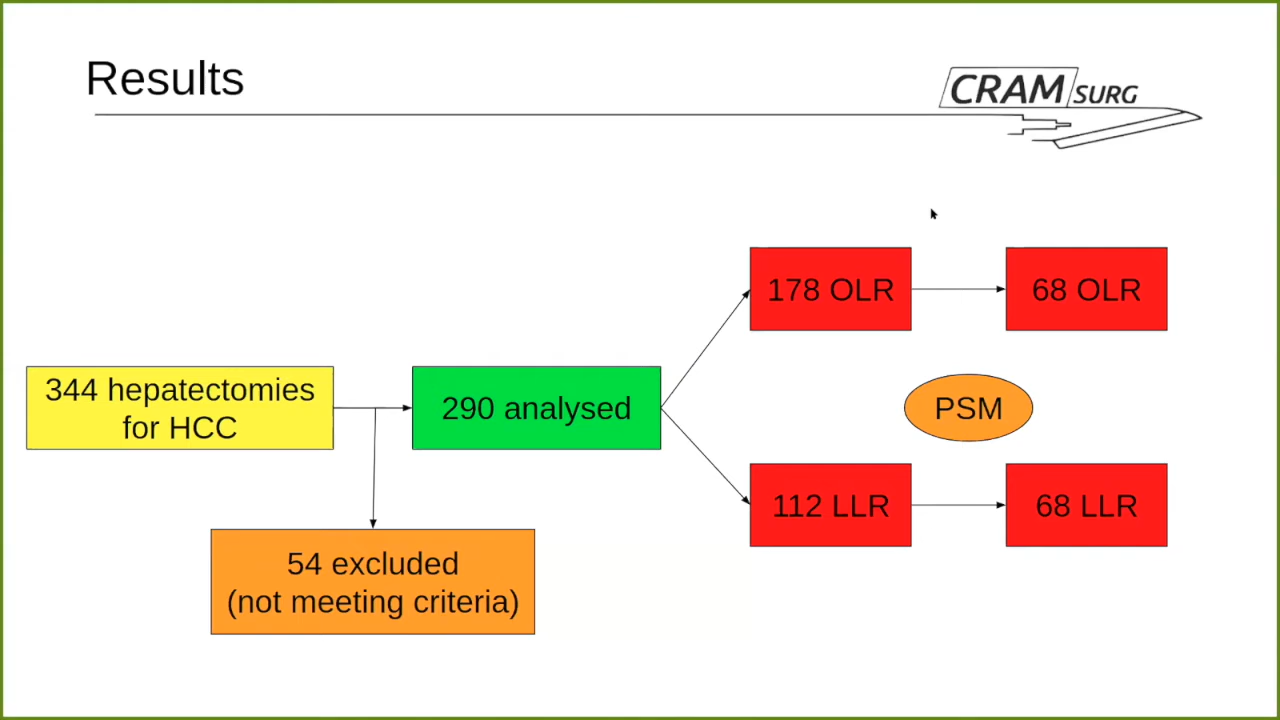 Results
CRAM SURG
178 OLR
68 OLR
344 hepatectomies
for HCC
290 analysed
PSM
112 LLR
68 LLR
54 excluded
(not meeting criteria)